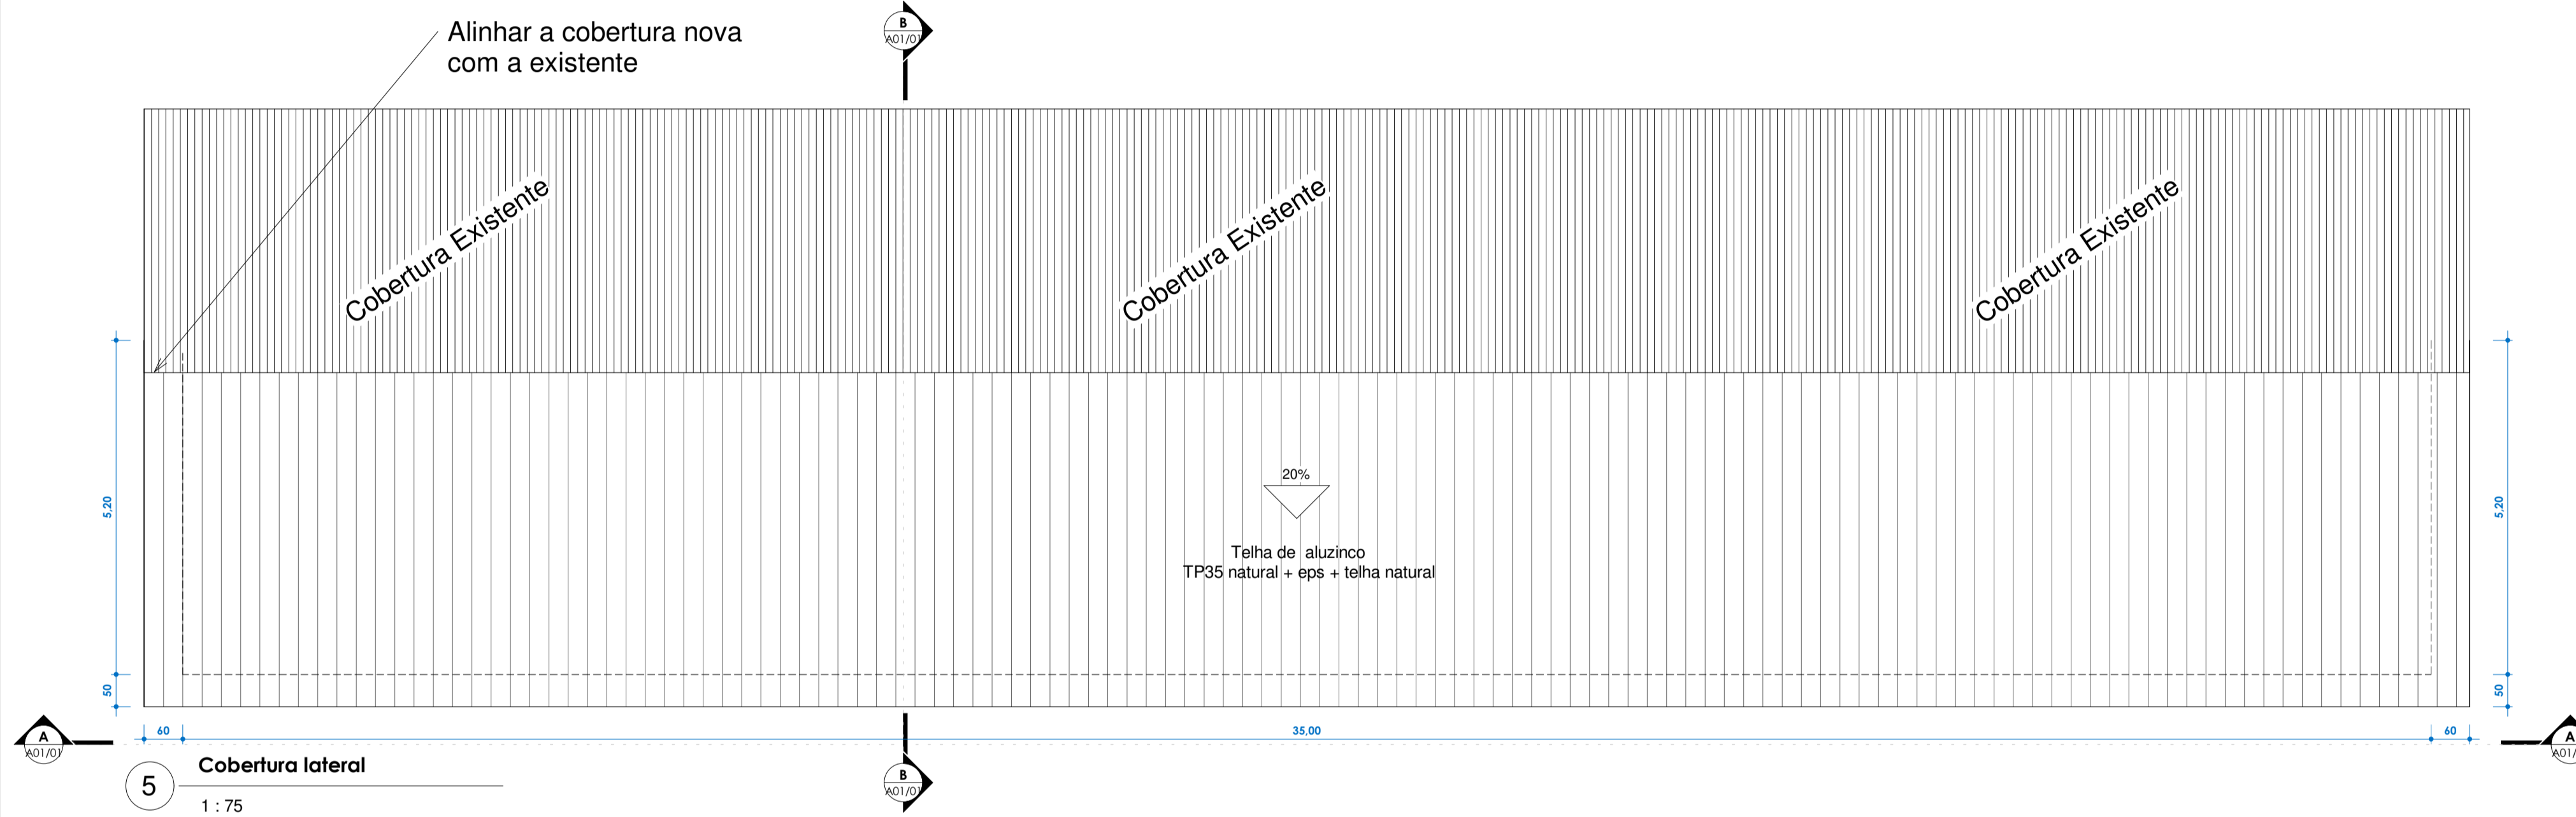 Alinhar a cobertura nova
com a existente
B
A01/01
Cobertura Existente
Cobertura Existente
Cobertura Existente
5,20
5,20
20%
Telha de aluzinco
TP35 natural + eps + telha natural
50
50
60
35,00
60
A
A01/01
A
A01/
5
Cobertura lateral
1 : 75
B
A01/01